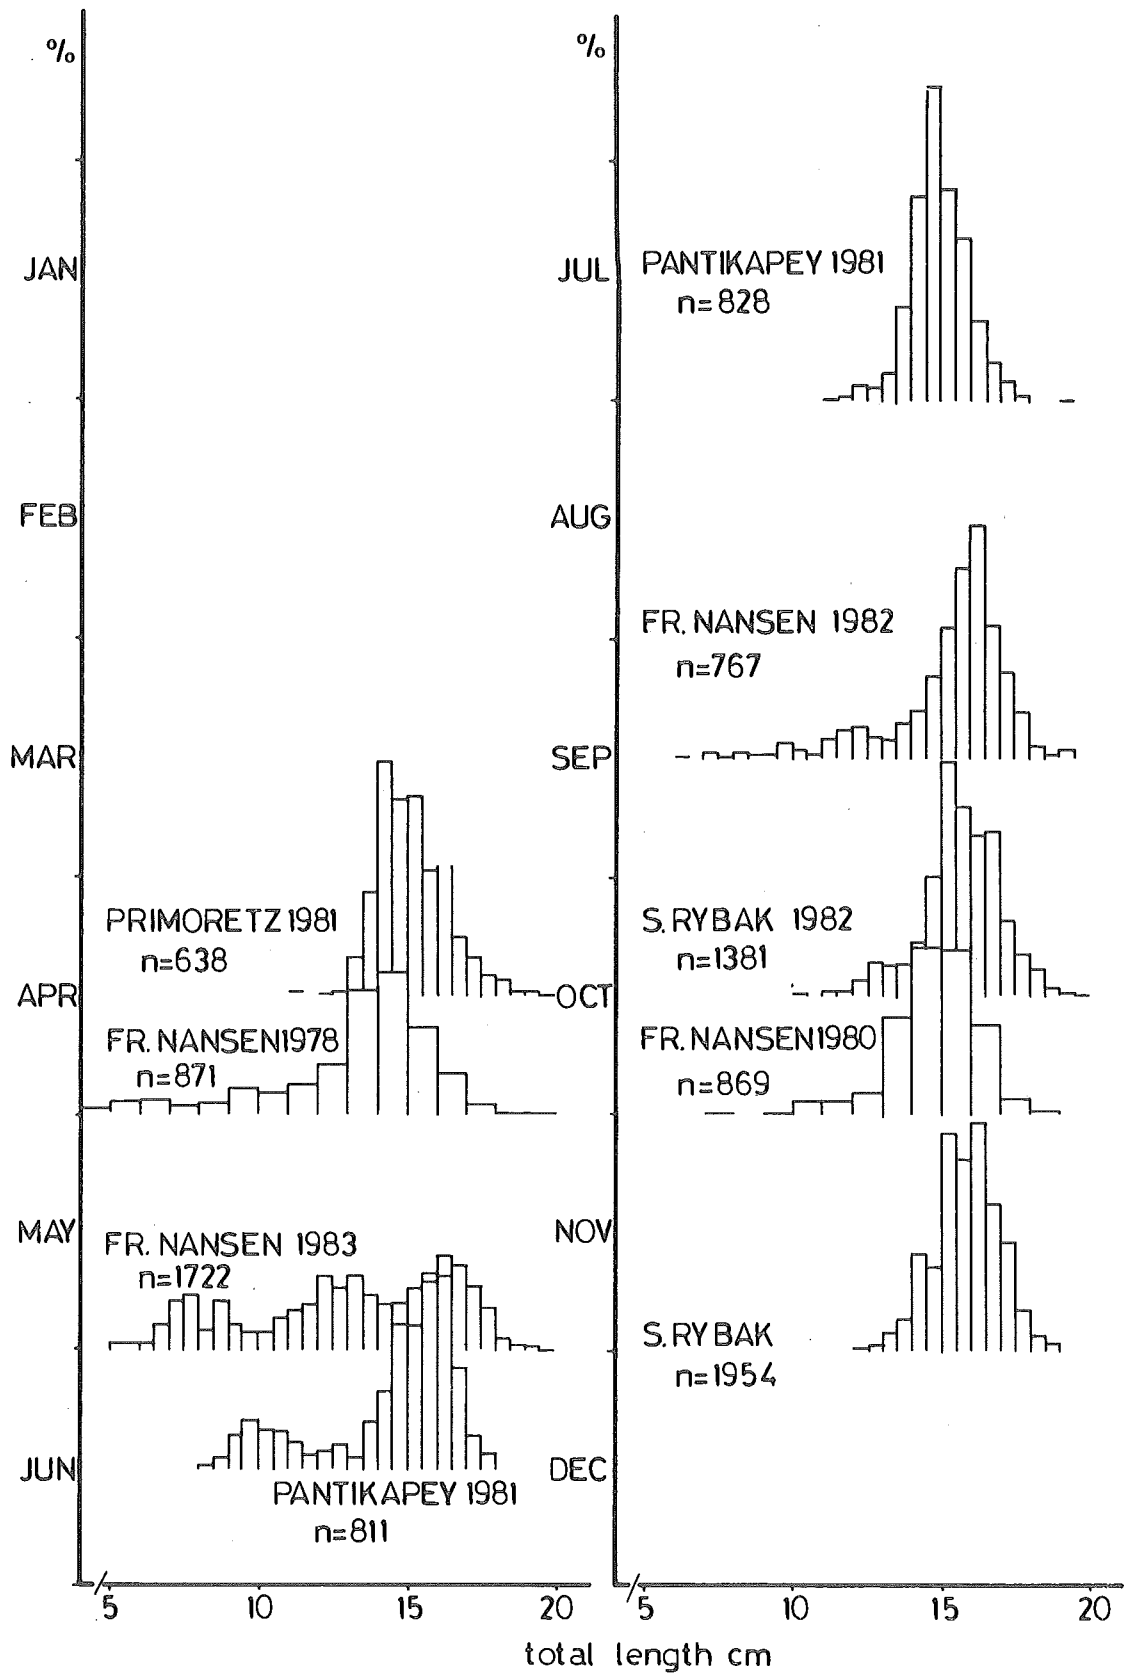 %
JAN
FEB
MAR
PRIMORETZ 1981
n=638
APR
FR. NANSEN 1978
n=871
MAY
FR. NANSEN 1983
n=1722
JUN
PANTIKAPEY 1981
n=811
5 10 15 20
%
JUL
PANTIKAPEY 1981
n=828
AUG
FR. NANSEN 1982
n=767
SEP
S. RYBAK 1982
n=1381
OCT
FR. NANSEN 1980
n=869
NOV
S. RYBAK
n=1954
DEC
5 10 15 20
total length cm